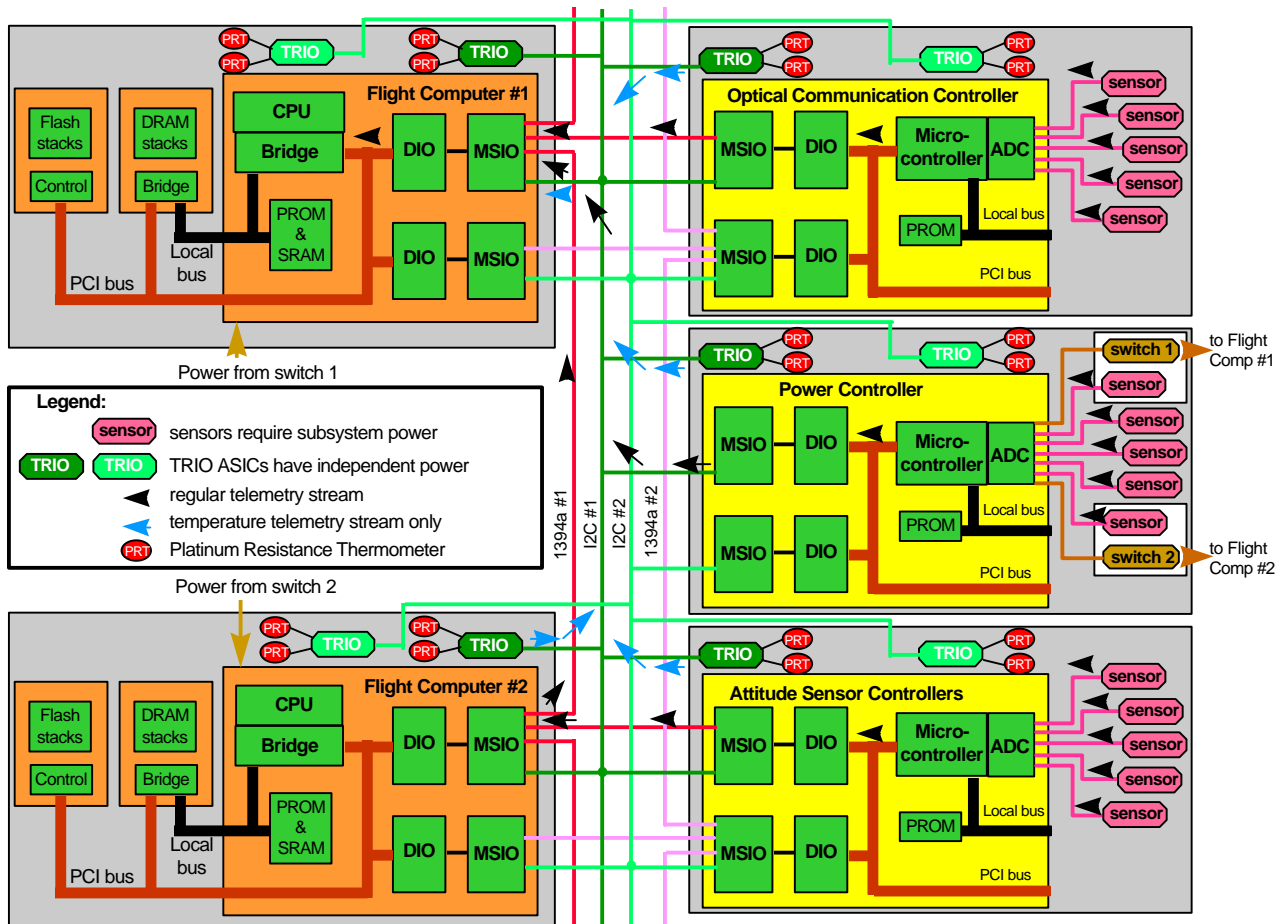 PRT
PRT
TRIO
PRT
PRT
TRIO
Flight Computer #1
Flash
stacks
Control
DRAM
stacks
Bridge
CPU
Bridge
PROM
&
SRAM
DIO
MSIO
DIO
MSIO
Local
bus
PCI bus
Power from switch 1
TRIO
PRT
PRT
TRIO
PRT
PRT
Optical Communication Controller
MSIO
DIO
Micro-
controller
ADC
MSIO
DIO
PROM
Local bus
PCI bus
sensor
sensor
sensor
sensor
sensor
Legend:
sensor
sensors require subsystem power
TRIO
TRIO
TRIO ASICs have independent power
regular telemetry stream
temperature telemetry stream only
PRT
Platinum Resistance Thermometer
1394a #1
I2C #1
I2C #2
1394a #2
TRIO
PRT
PRT
TRIO
PRT
PRT
Power Controller
MSIO
DIO
Micro-
controller
ADC
MSIO
DIO
PROM
Local bus
PCI bus
switch 1
sensor
sensor
sensor
sensor
sensor
switch 2
to Flight
Comp #1
to Flight
Comp #2
Power from switch 2
PRT
PRT
TRIO
PRT
PRT
TRIO
Flight Computer #2
Flash
stacks
Control
DRAM
stacks
Bridge
CPU
Bridge
PROM
&
SRAM
DIO
MSIO
DIO
MSIO
Local
bus
PCI bus
TRIO
PRT
PRT
TRIO
PRT
PRT
Attitude Sensor Controllers
MSIO
DIO
Micro-
controller
ADC
MSIO
DIO
PROM
Local bus
PCI bus
sensor
sensor
sensor
sensor
sensor